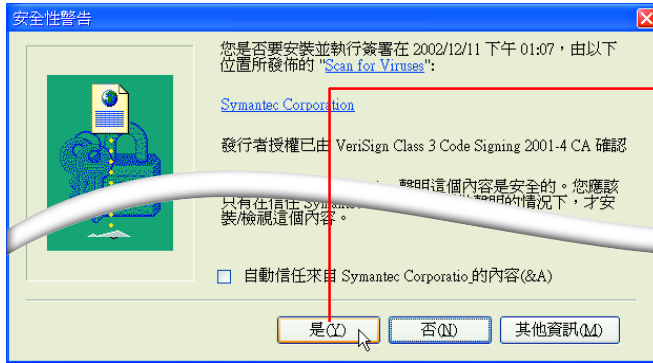 安全性警告
您是否要安裝並執行簽署在 2002/12/11 下午 01:07，由以下
位置所發佈的 "Scan for Viruses":
Symantec Corporation
發行者授權已由 VeriSign Class 3 Code Signing 2001-4 CA 確認
聲明這個內容是安全的。您應該
只有在信任 聲明的情況下，才安
裝/檢視這個內容。
自動信任來自 Symantec Corporatio 的內容(&A)
是(Y)
否(N)
其他資訊(M)